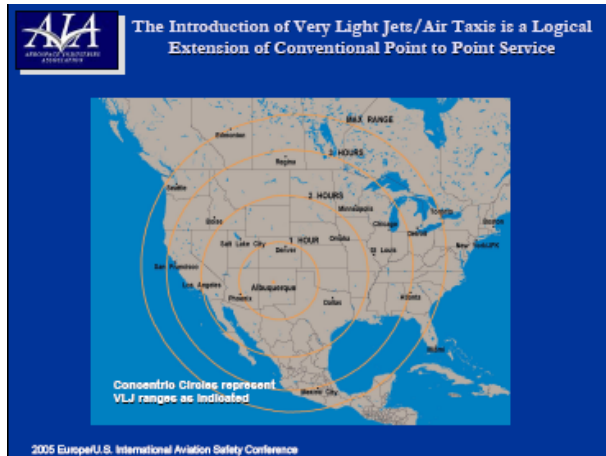 AIA
AEROSPACE INDUSTRIES
ASSOCIATION
The Introduction of Very Light Jets/Air Taxis is a Logical
Extension of Conventional Point to Point Service
MAX. RANGE
Edmonton
3 HOURS
Regina
Seattle
2 HOURS
Minneapolis
Toronto
Boise
Chicago
Detroit
Boston
1 HOUR
Omaha
Salt Lake City
Denver
New York/JFK
St Louis
San Francisco
Los Angeles
Albuquerque
Phoenix
Dallas
Atlanta
Concentric Circles represent
VLJ ranges as indicated
Mexico City
2005 Europe/U.S. International Aviation Safety Conference